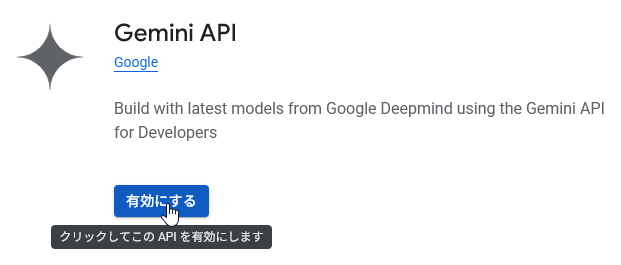 Gemini API
Google
Build with latest models from Google Deepmind using the Gemini API
for Developers
有効にする
クリックしてこの API を有効にします